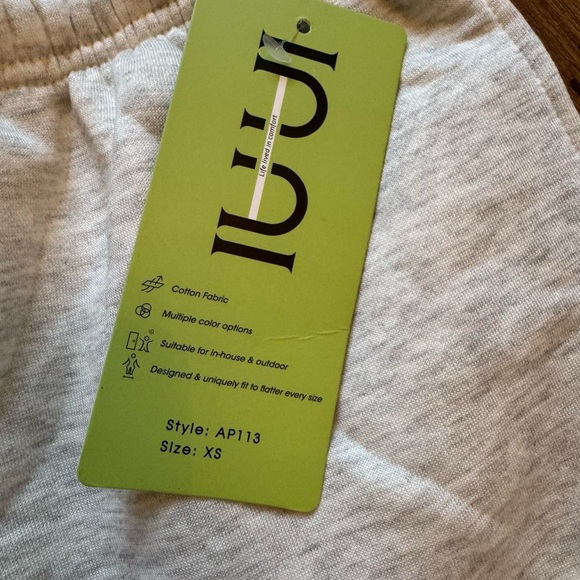 IUUI
Life lived in comfort
Cotton Fabric
Multiple color options
Suitable for in-house & outdoor
Designed & uniquely fit to flatter every size
Style: AP113
Size: XS